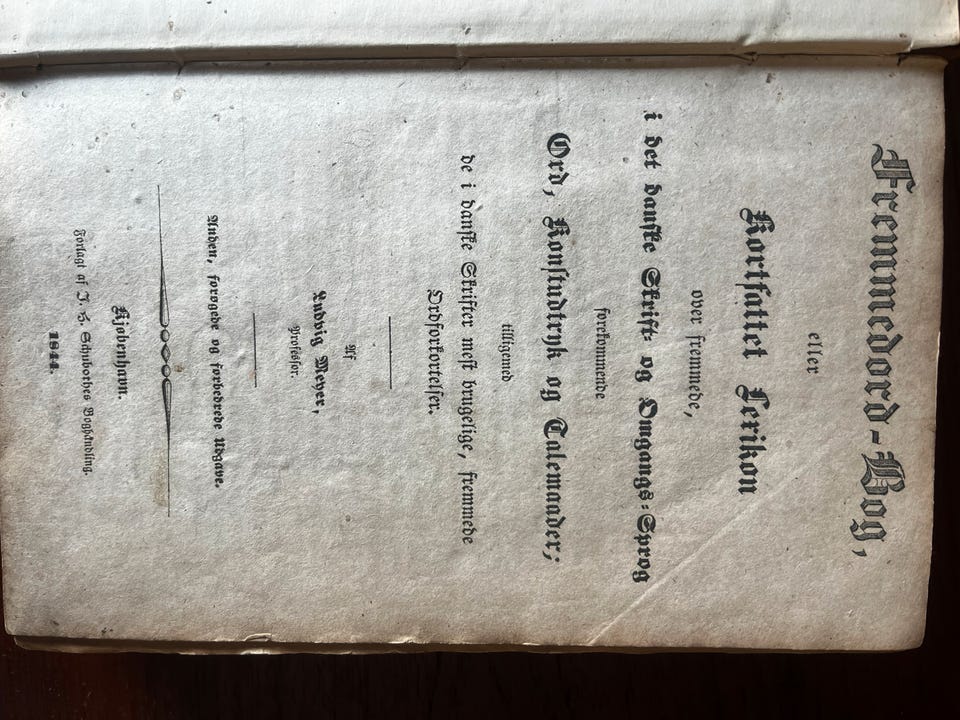 Fremmedord-Bog,
eller
Kortfattet Lexikon
over fremmede,
i det danske Skrift- og Omgangs-Sprog
forekommende
Ord, Konstudtryk og Talemaader;
tilligemed
de i danske Skrifter mest brugelige, fremmede
Ordforkortelser.
Af
Ludvig Meyer,
Professor.
Anden, forøgede og forbedrede Udgave.
Kjøbenhavn.
Forlagt af J. H. Schubothes Boghandling.
1844.